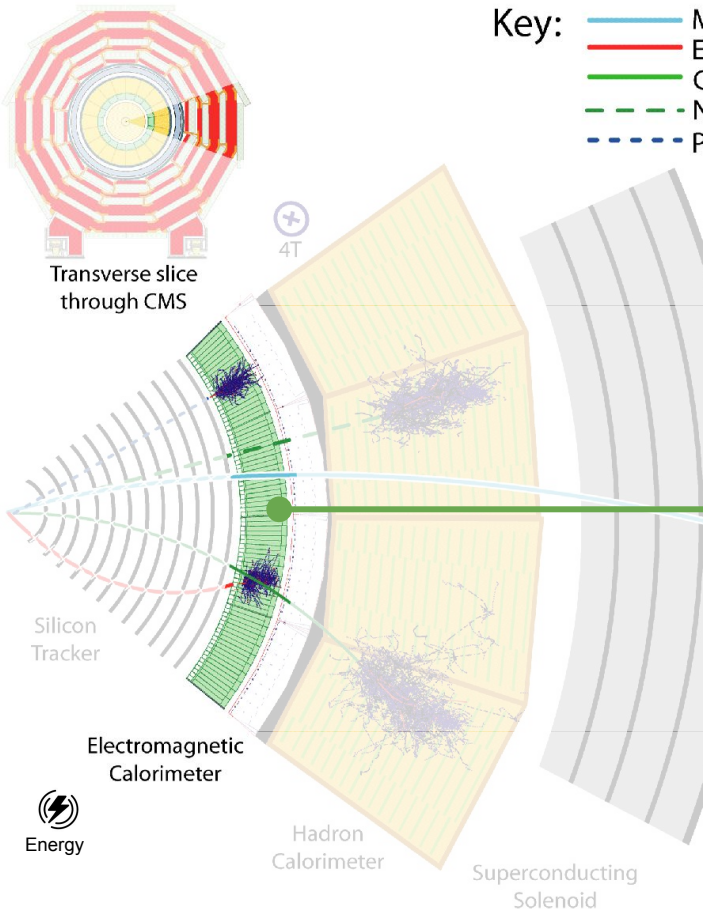 Key:
M
E
C
N
P
4T
Transverse slice
through CMS
Silicon
Tracker
Electromagnetic
Calorimeter
Energy
Hadron
Calorimeter
Superconducting
Solenoid